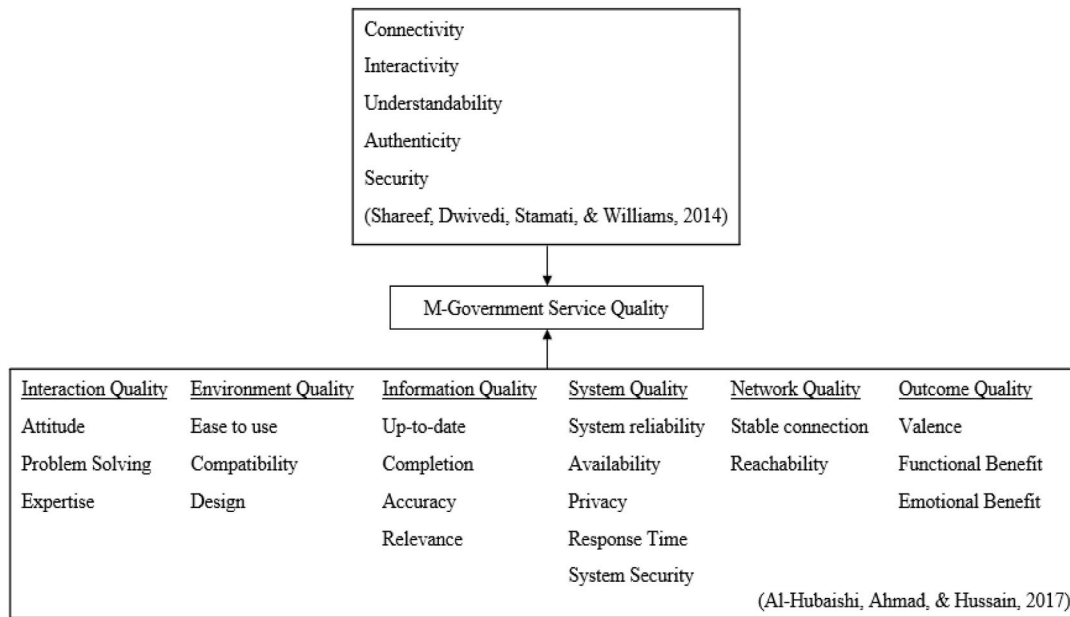 Connectivity
Interactivity
Understandability
Authenticity
Security
(Shareef, Dwivedi, Stamati, & Williams, 2014)
M-Government Service Quality
Interaction Quality
Attitude
Problem Solving
Expertise
Environment Quality
Ease to use
Compatibility
Design
Information Quality
Up-to-date
Completion
Accuracy
Relevance
System Quality
System reliability
Availability
Privacy
Response Time
System Security
Network Quality
Stable connection
Reachability
Outcome Quality
Valence
Functional Benefit
Emotional Benefit
(Al-Hubaishi, Ahmad, & Hussain, 2017)